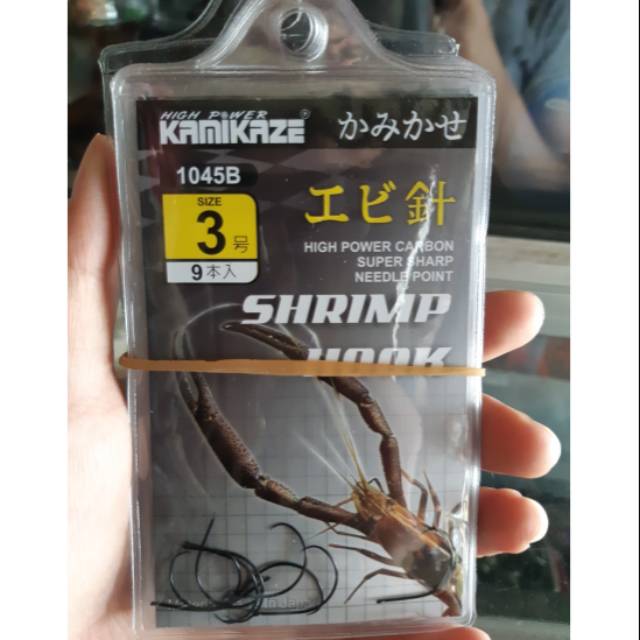 HIGH POWER
KAMIKAZE®
かみかせ
1045B
SIZE
3号
9本入
エビ針
HIGH POWER CARBON
SUPER SHARP
NEEDLE POINT
SHRIMP
HOOK